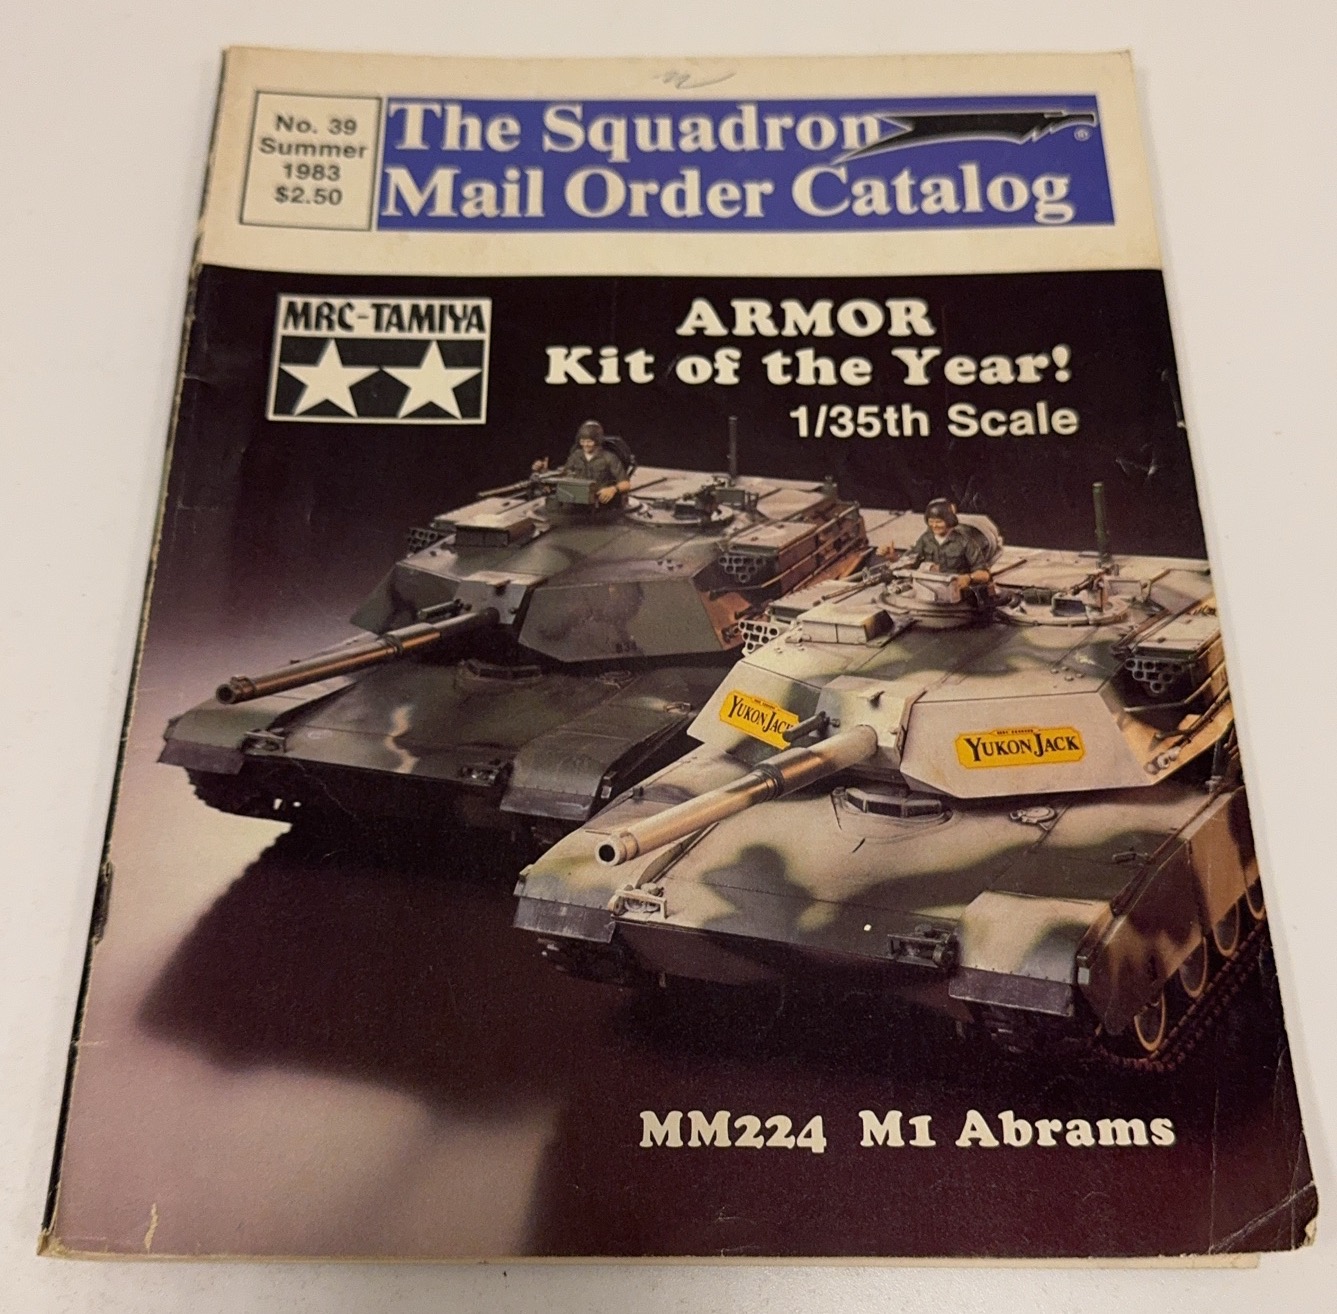 No. 39
Summer
1983
$2.50
The Squadron
Mail Order Catalog
®
MRC-TAMIYA
ARMOR
Kit of the Year!
1/35th Scale
YUKON JACK
YUKON JACK
MM224 M1 Abrams